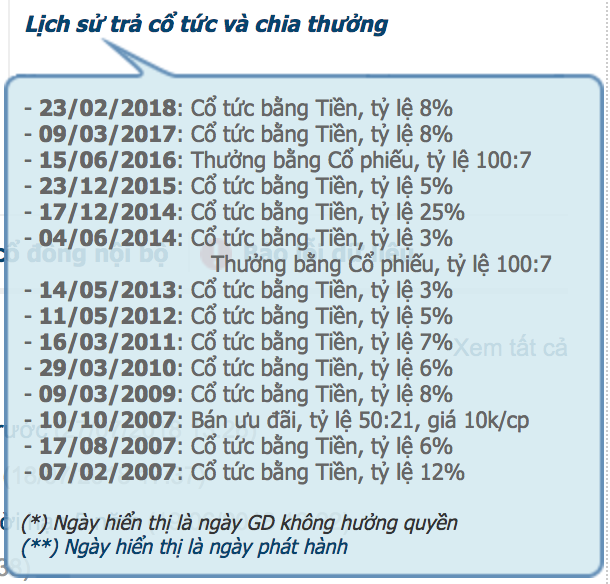 Lịch sử trả cổ tức và chia thưởng
- 23/02/2018: Cổ tức bằng Tiền, tỷ lệ 8%
- 09/03/2017: Cổ tức bằng Tiền, tỷ lệ 8%
- 15/06/2016: Thưởng bằng Cổ phiếu, tỷ lệ 100:7
- 23/12/2015: Cổ tức bằng Tiền, tỷ lệ 5%
- 17/12/2014: Cổ tức bằng Tiền, tỷ lệ 25%
- 04/06/2014: Cổ tức bằng Tiền, tỷ lệ 3%
cổ đông nội bộ
Báo lỗi dữ liệu
Thưởng bằng Cổ phiếu, tỷ lệ 100:7
- 14/05/2013: Cổ tức bằng Tiền, tỷ lệ 3%
- 11/05/2012: Cổ tức bằng Tiền, tỷ lệ 5%
- 16/03/2011: Cổ tức bằng Tiền, tỷ lệ 7%
Xem tất cả
- 29/03/2010: Cổ tức bằng Tiền, tỷ lệ 6%
- 09/03/2009: Cổ tức bằng Tiền, tỷ lệ 8%
- 10/10/2007: Bán ưu đãi, tỷ lệ 50:21, giá 10k/cp
- 17/08/2007: Cổ tức bằng Tiền, tỷ lệ 6%
- 07/02/2007: Cổ tức bằng Tiền, tỷ lệ 12%
(*) Ngày hiển thị là ngày GD không hưởng quyền
(**) Ngày hiển thị là ngày phát hành